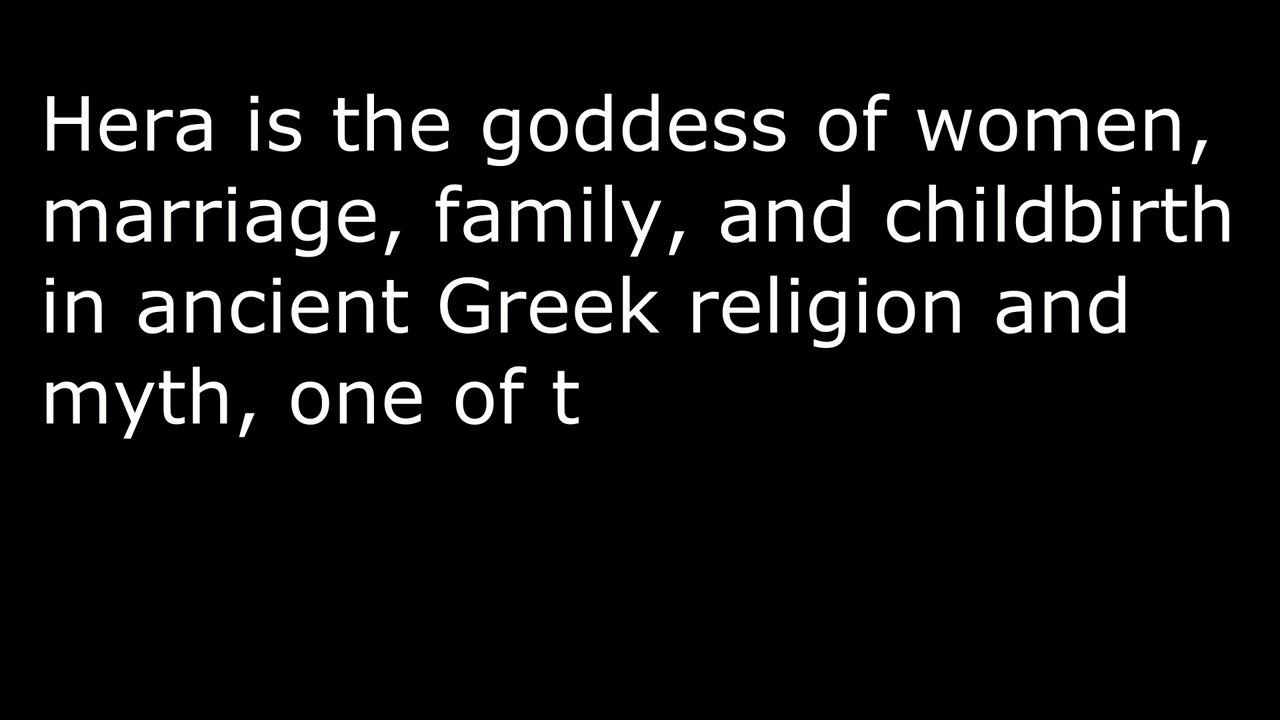 Hera is the goddess of women,
marriage, family, and childbirth
in ancient Greek religion and
myth, one of t